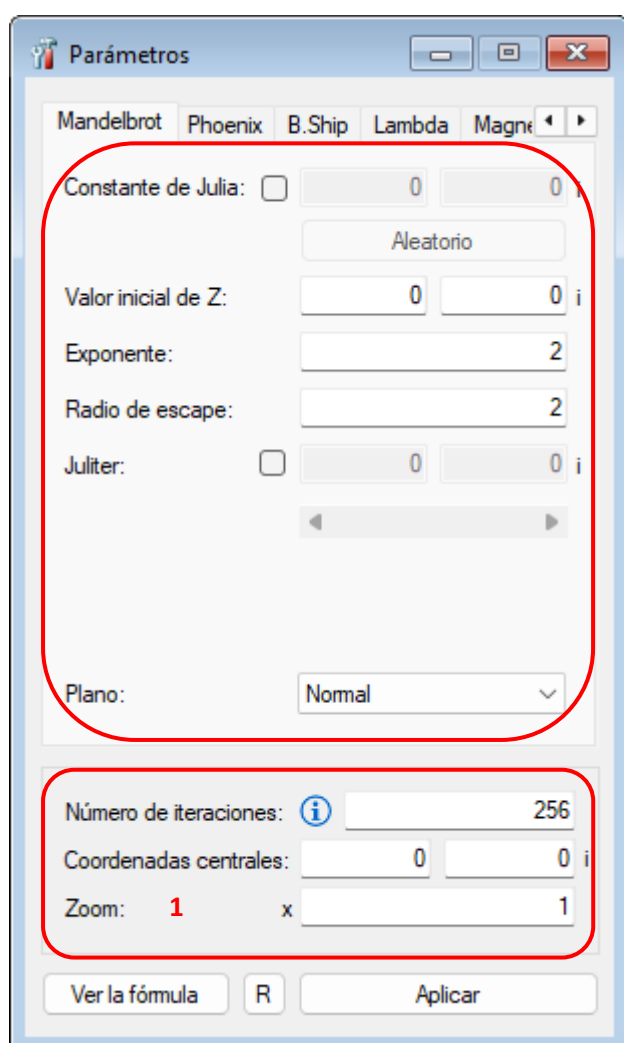 Parámetros
Mandelbrot Phoenix B.Ship Lambda Magne
Constante de Julia: 0 0 i
Aleatorio
Valor inicial de Z: 0 0 i
Exponente: 2
Radio de escape: 2
Juliter: 0 0 i
Plano: Normal
Número de iteraciones: i 256
Coordenadas centrales: 0 0 i
Zoom: 1 x 1
Ver la fórmula R Aplicar